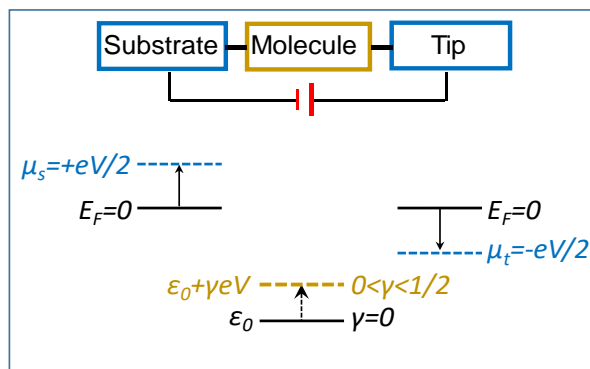 Substrate Molecule Tip
μs=+eV/2
EF=0 EF=0
μt=-eV/2
ε0+γeV 0<γ<1/2
ε0 γ=0